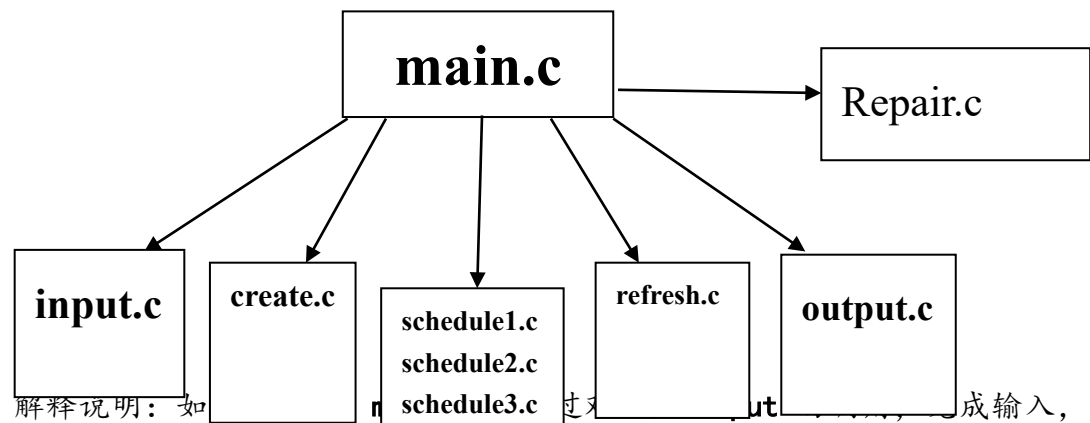 main.c
Repair.c
input.c
create.c
schedule1.c
schedule2.c
schedule3.c
refresh.c
output.c
解释说明：如 过 put 成输入，